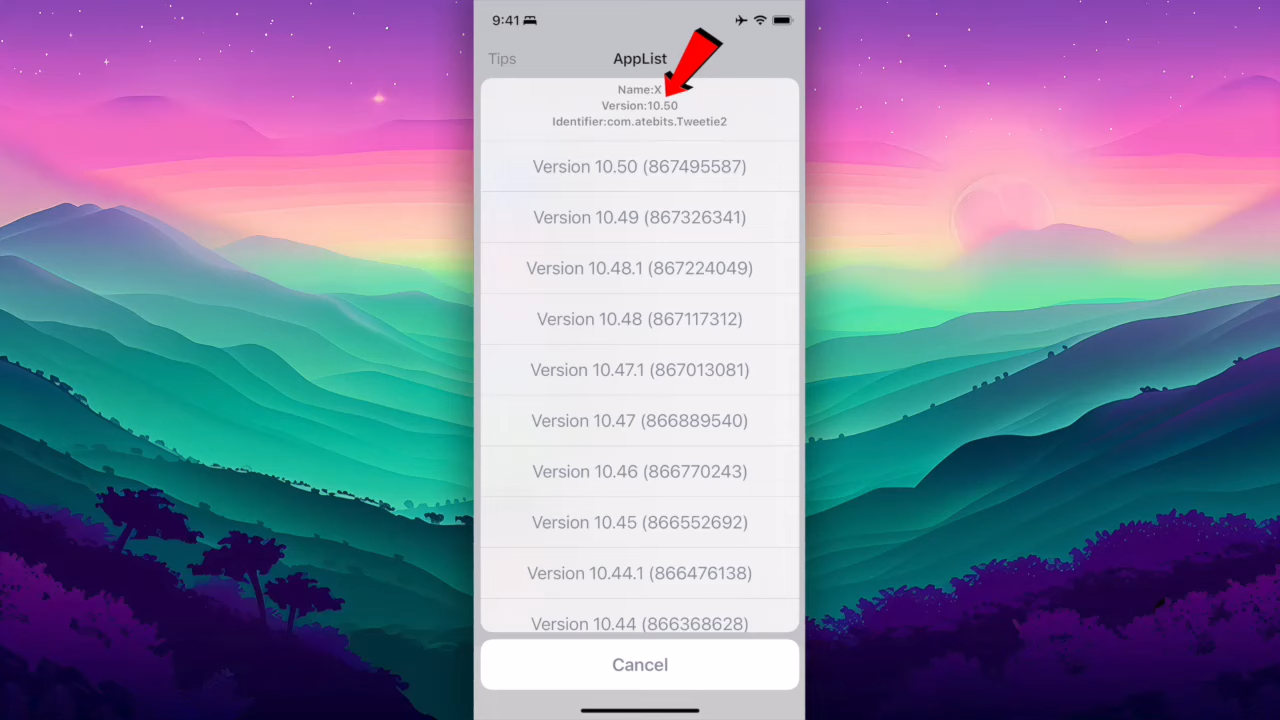 9:41
Tips
AppList
Name:X
Version:10.50
Identifier:com.atebits.Tweetie2
Version 10.50 (867495587)
Version 10.49 (867326341)
Version 10.48.1 (867224049)
Version 10.48 (867117312)
Version 10.47.1 (867013081)
Version 10.47 (866889540)
Version 10.46 (866770243)
Version 10.45 (866552692)
Version 10.44.1 (866476138)
Version 10.44 (866368628)
Cancel